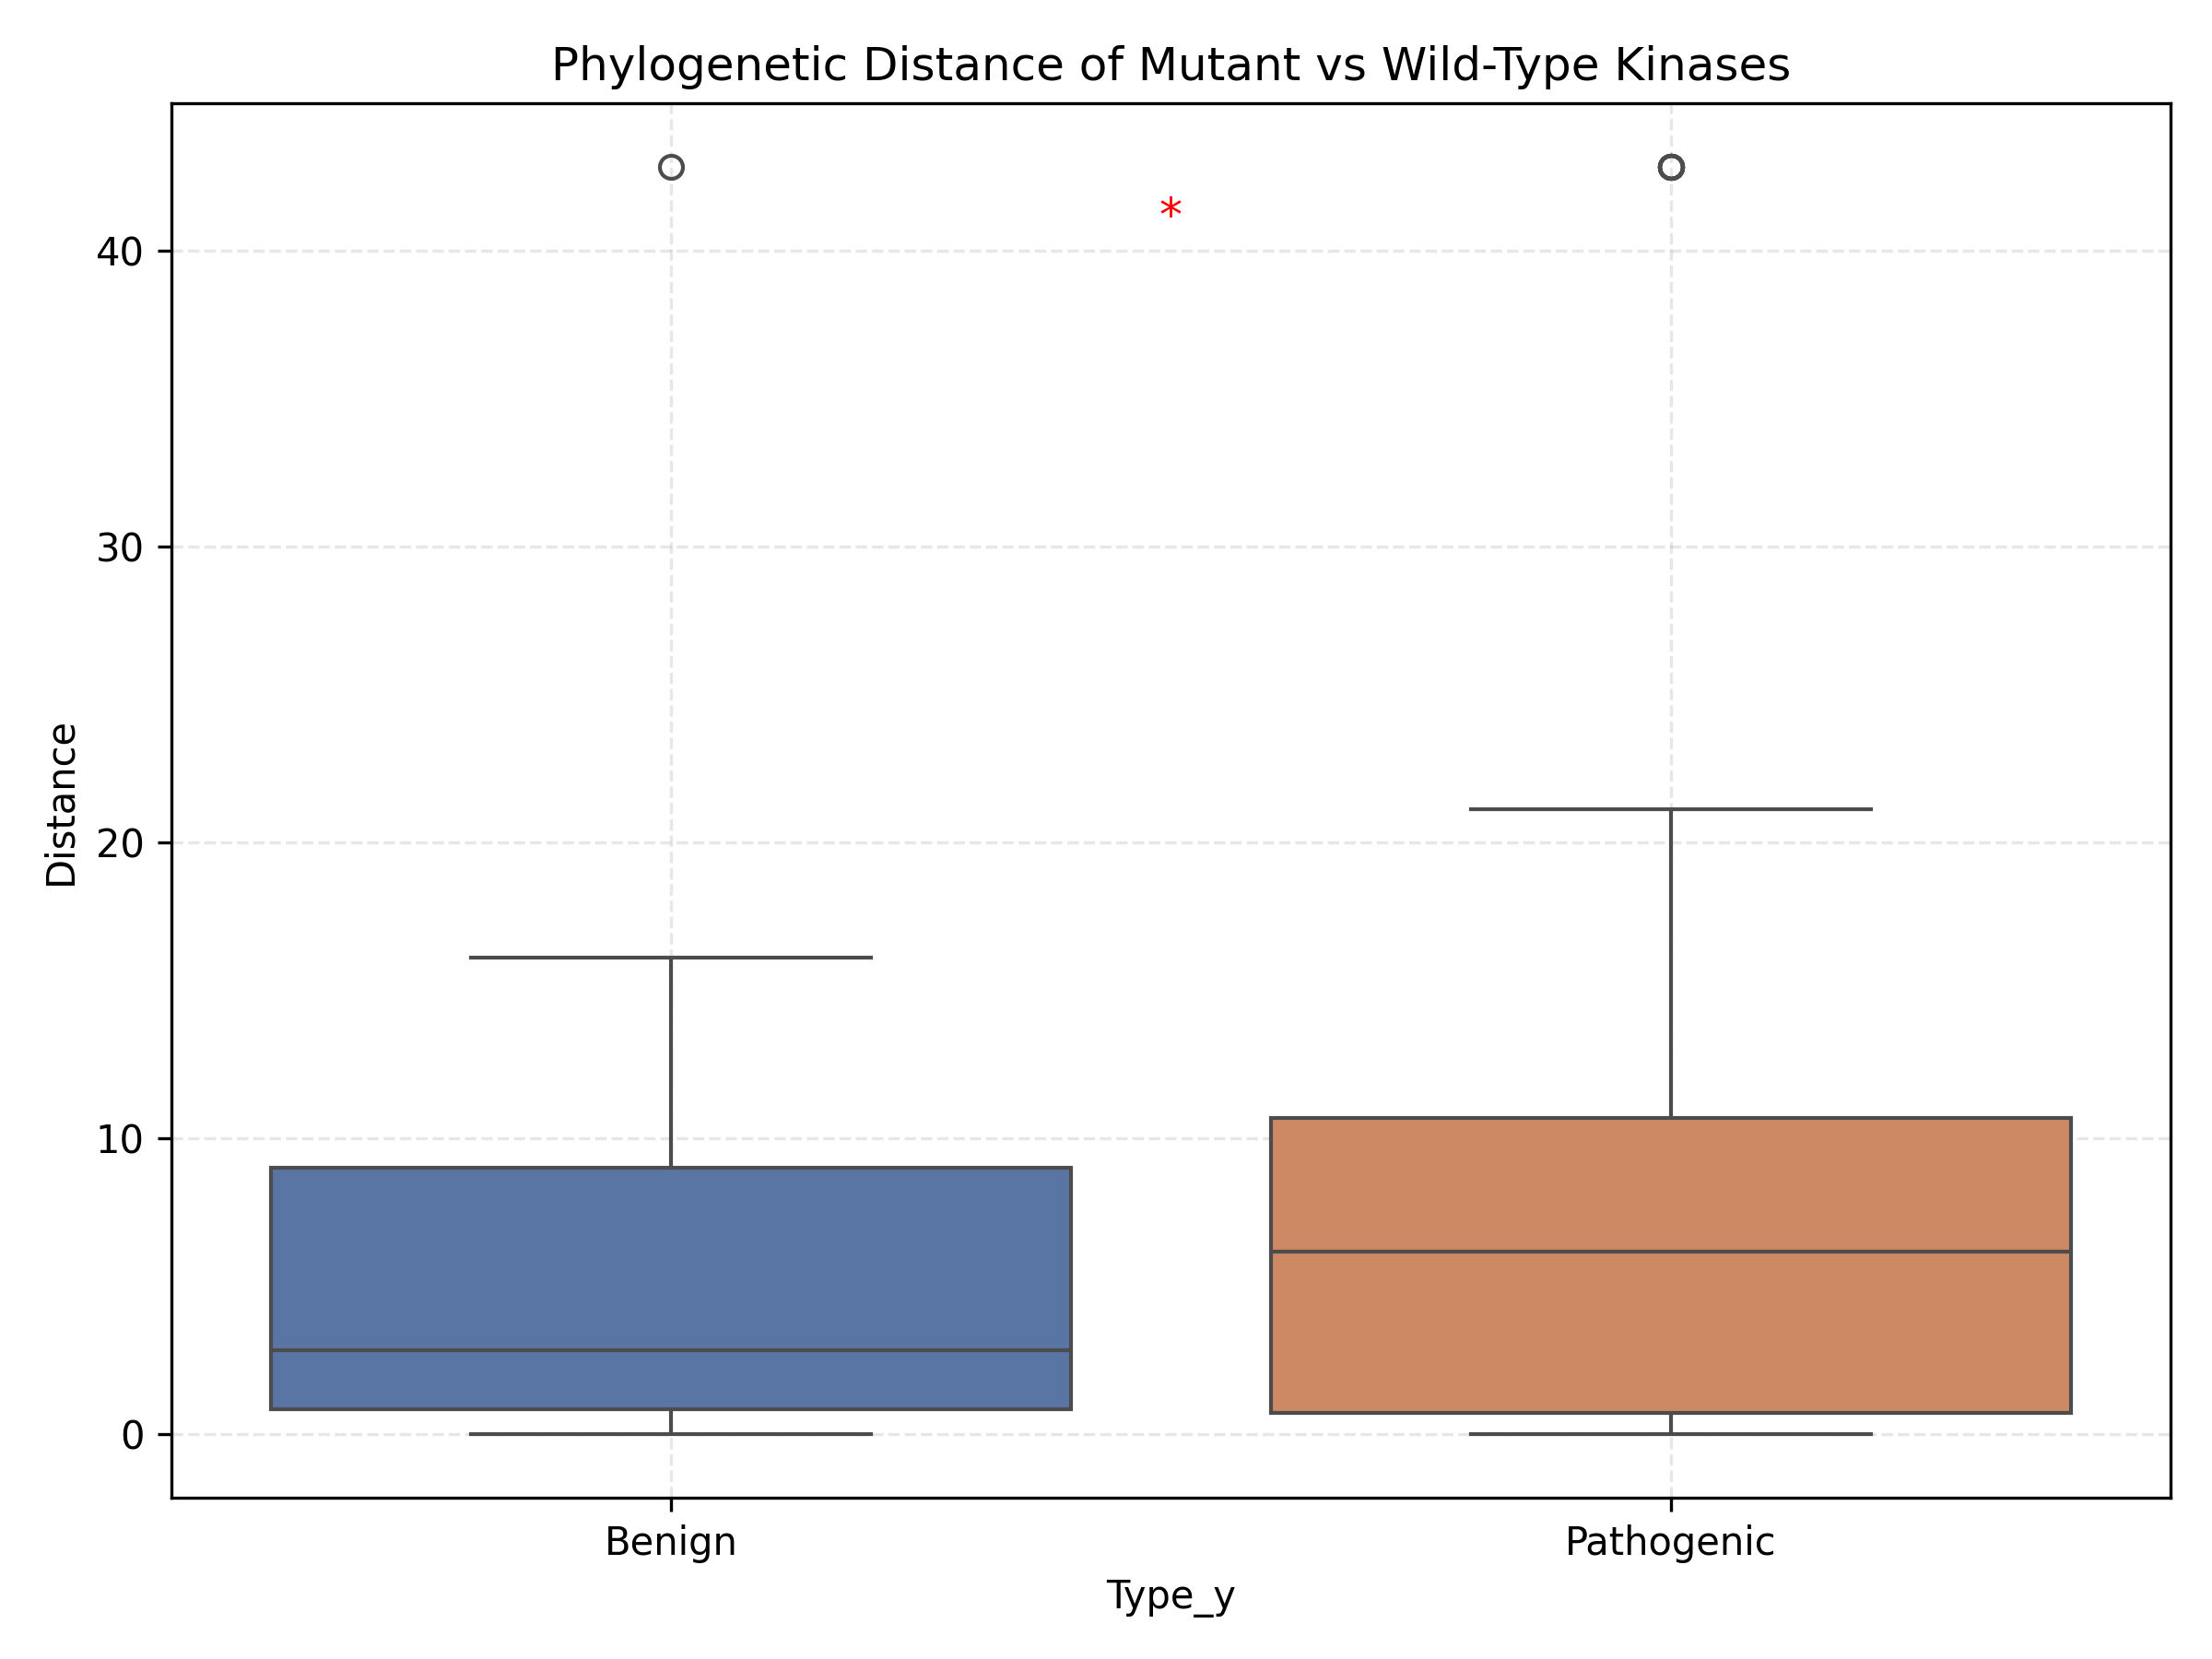 Phylogenetic Distance of Mutant vs Wild-Type Kinases
*
40
30
20
10
0
Distance
Benign
Pathogenic
Type_y